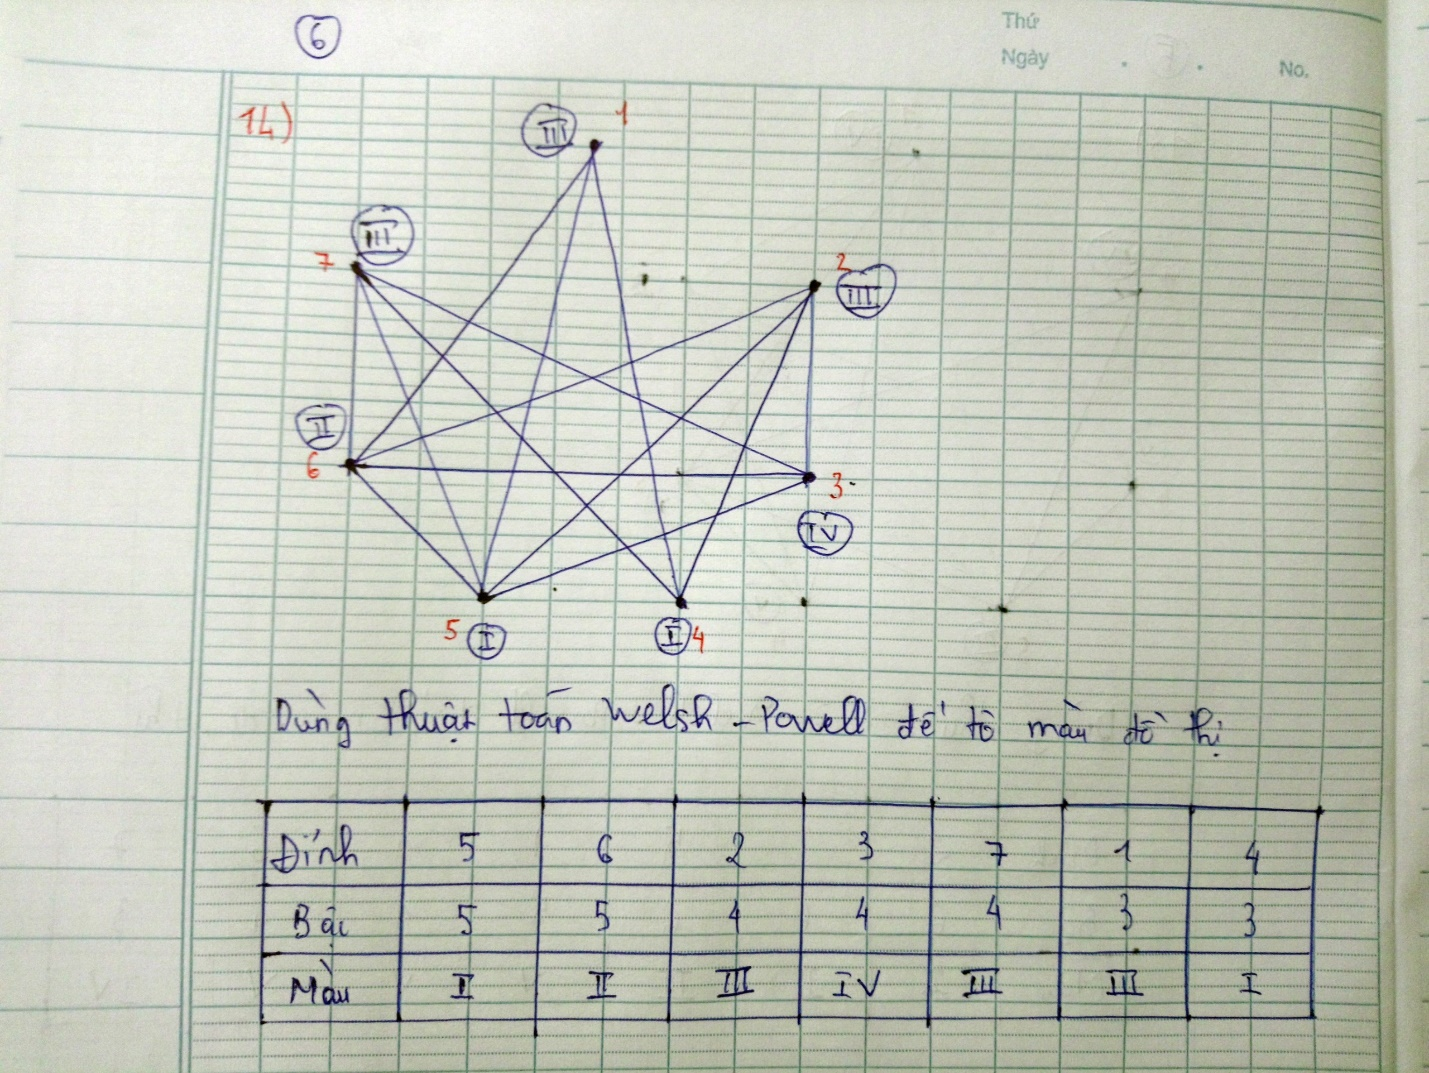 6
Thứ
Ngày . . No.
14)
III 1
III
7
2
III
II
6
3
IV
5 I
I 4
Dùng thuật toán Welsh - Powell để tô màu đồ thị
Đỉnh 5 6 2 3 7 1 4
Bậc 5 5 4 4 4 3 3
Màu II II III IV III III I